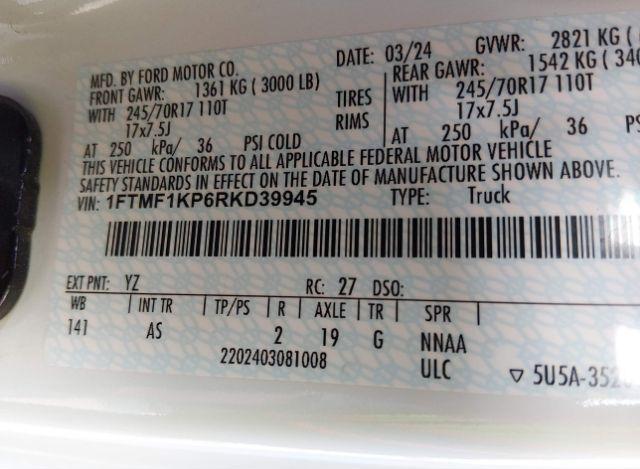 MFD. BY FORD MOTOR CO.
DATE: 03/24 GVWR: 2821 KG (
FRONT GAWR: 1361 KG ( 3000 LB) REAR GAWR: 1542 KG ( 340
WITH 245/70R17 110T TIRES WITH 245/70R17 110T
17x7.5J RIMS 17x7.5J
AT 250 kPa/ 36 PSI COLD AT 250 kPa/ 36 PS
THIS VEHICLE CONFORMS TO ALL APPLICABLE FEDERAL MOTOR VEHICLE
SAFETY STANDARDS IN EFFECT ON THE DATE OF MANUFACTURE SHOWN ABOVE.
VIN: 1FTMF1KP6RKD39945 TYPE: Truck
EXT PNT: YZ RC: 27 DSO:
WB INT TR TP/PS R AXLE TR SPR
141 AS 2 19 G NNAA
2202403081008 ULC ▽ 5U5A-352